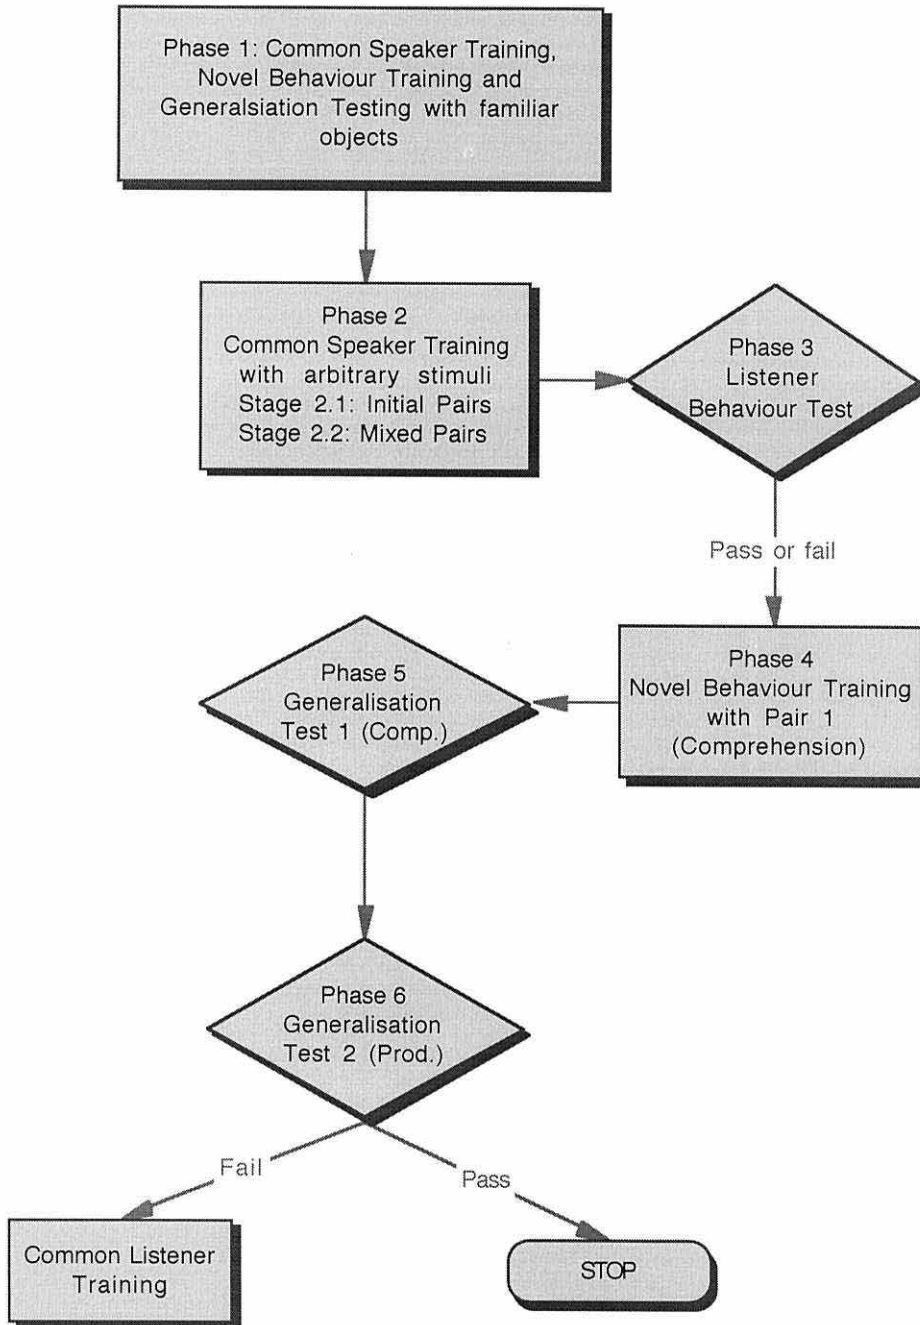 Phase 1: Common Speaker Training,
Novel Behaviour Training and
Generalsiation Testing with familiar
objects
Phase 2
Common Speaker Training
with arbitrary stimuli
Stage 2.1: Initial Pairs
Stage 2.2: Mixed Pairs
Phase 3
Listener
Behaviour Test
Pass or fail
Phase 4
Novel Behaviour Training
with Pair 1
(Comprehension)
Phase 5
Generalisation
Test 1 (Comp.)
Phase 6
Generalisation
Test 2 (Prod.)
Fail
Pass
Common Listener
Training
STOP